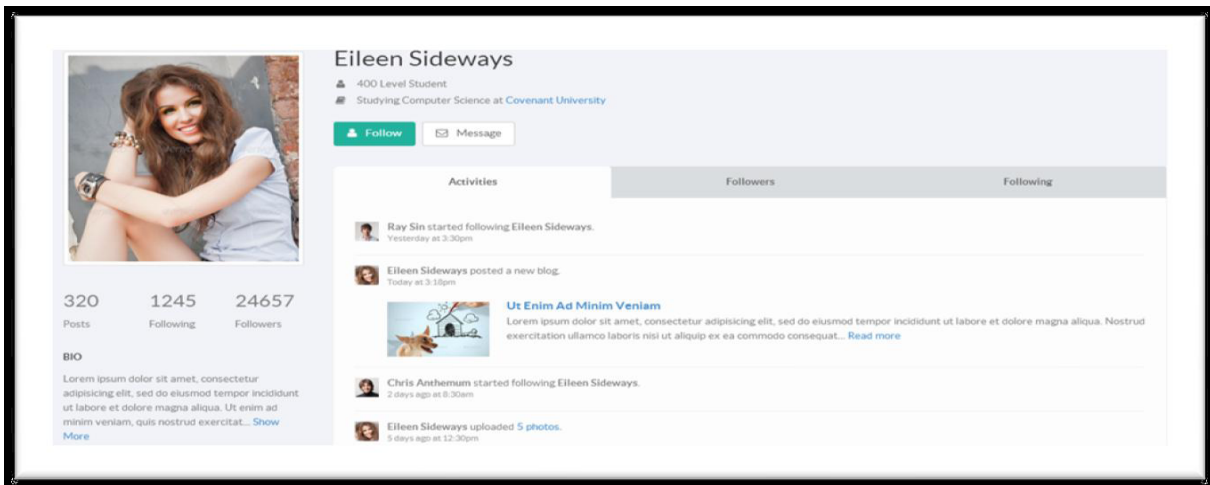 Eileen Sideways
400 Level Student
Studying Computer Science at Covenant University
Follow
Message
320
1245
24657
Posts
Following
Followers
BIO
Lorem ipsum dolor sit amet, consectetur
adipisicing elit, sed do eiusmod tempor incididunt
ut labore et dolore magna aliqua. Ut enim ad
minim veniam, quis nostrud exercitat... Show
More
Activities
Followers
Following
Ray Sin started following Eileen Sideways.
Yesterday at 3:30pm
Eileen Sideways posted a new blog.
Today at 3:18pm
Ut Enim Ad Minim Veniam
Lorem ipsum dolor sit amet, consectetur adipisicing elit, sed do eiusmod tempor incididunt ut labore et dolore magna aliqua. Nostrud
exercitation ullamco laboris nisi ut aliquip ex ea commodo consequat... Read more
Chris Anthemum started following Eileen Sideways.
2 days ago at 8:30am
Eileen Sideways uploaded 5 photos.
5 days ago at 12:30pm